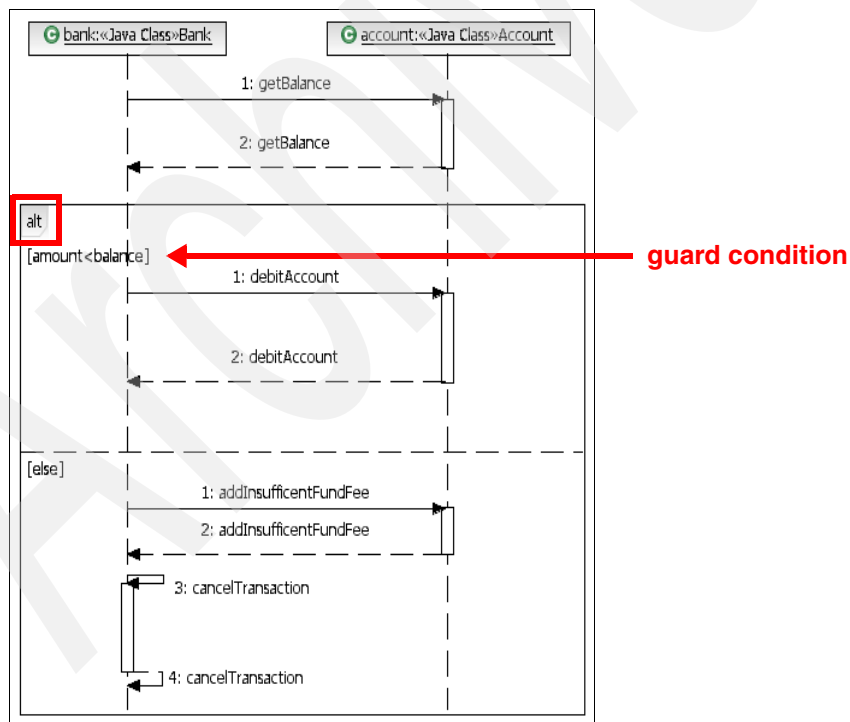 C bank:«Java Class»Bank
C account:«Java Class»Account
1: getBalance
2: getBalance
alt
[amount<balance]
guard condition
1: debitAccount
2: debitAccount
[else]
1: addInsufficentFundFee
2: addInsufficentFundFee
3: cancelTransaction
4: cancelTransaction